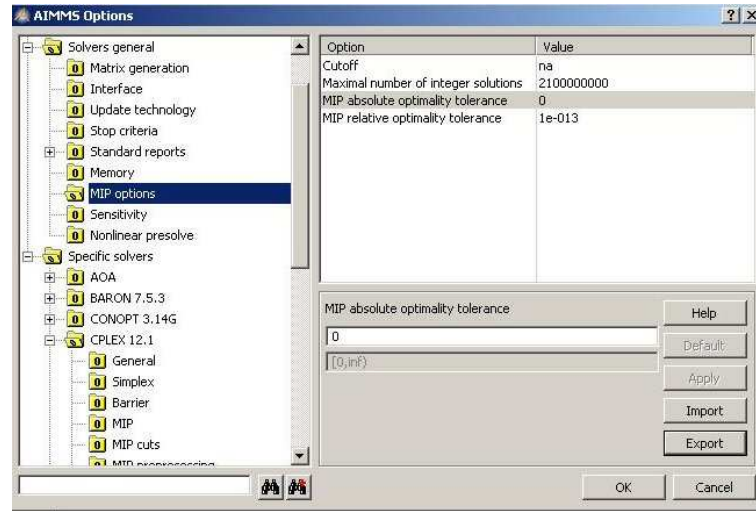 AIMMS Options
Solvers general
Matrix generation
Interface
Update technology
Stop criteria
Standard reports
Memory
MIP options
Sensitivity
Nonlinear presolve
Specific solvers
AOA
BARON 7.5.3
CONOPT 3.14G
CPLEX 12.1
General
Simplex
Barrier
MIP
MIP cuts
MIP preprocessing
Option Value
Cutoff na
Maximal number of integer solutions 2100000000
MIP absolute optimality tolerance 0
MIP relative optimality tolerance 1e-013
MIP absolute optimality tolerance
0
[0,inf)
Help
Default
Apply
Import
Export
OK Cancel